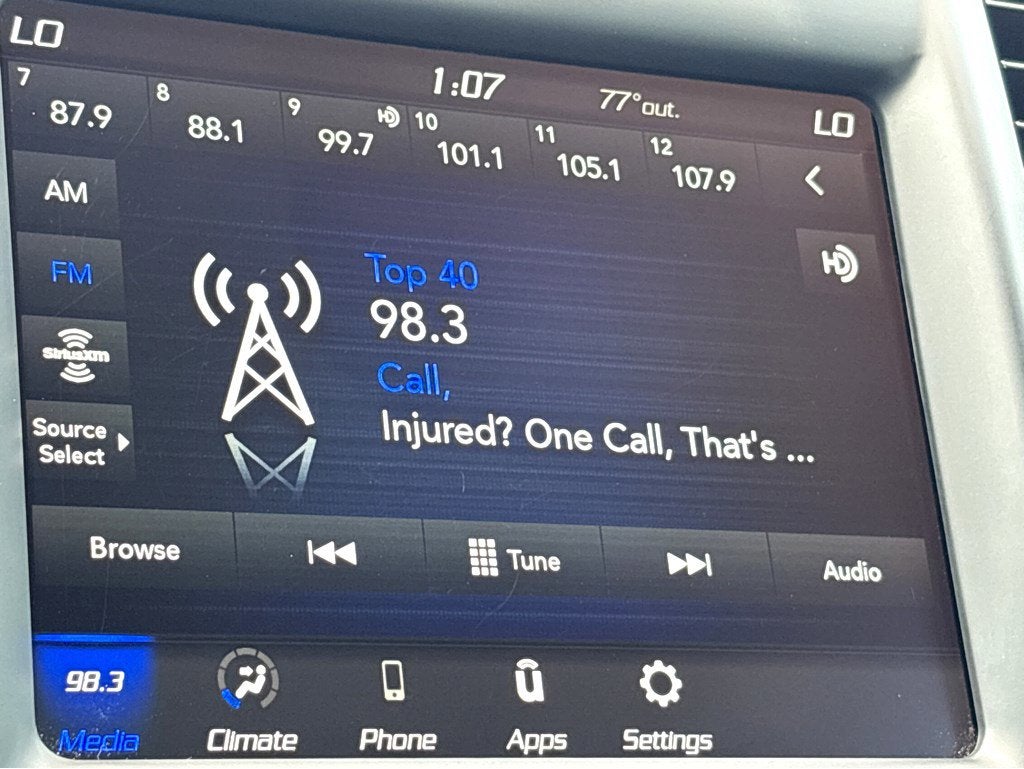 LO
1:07
77° out.
LO
7
87.9
8
88.1
9
HD
99.7
10
101.1
11
105.1
12
107.9
AM
FM
SiriusXM
Source
Select
HD
Top 40
98.3
Call,
Injured? One Call, That's ...
Browse
Tune
Audio
98.3
Media
Climate
Phone
u
Apps
Settings